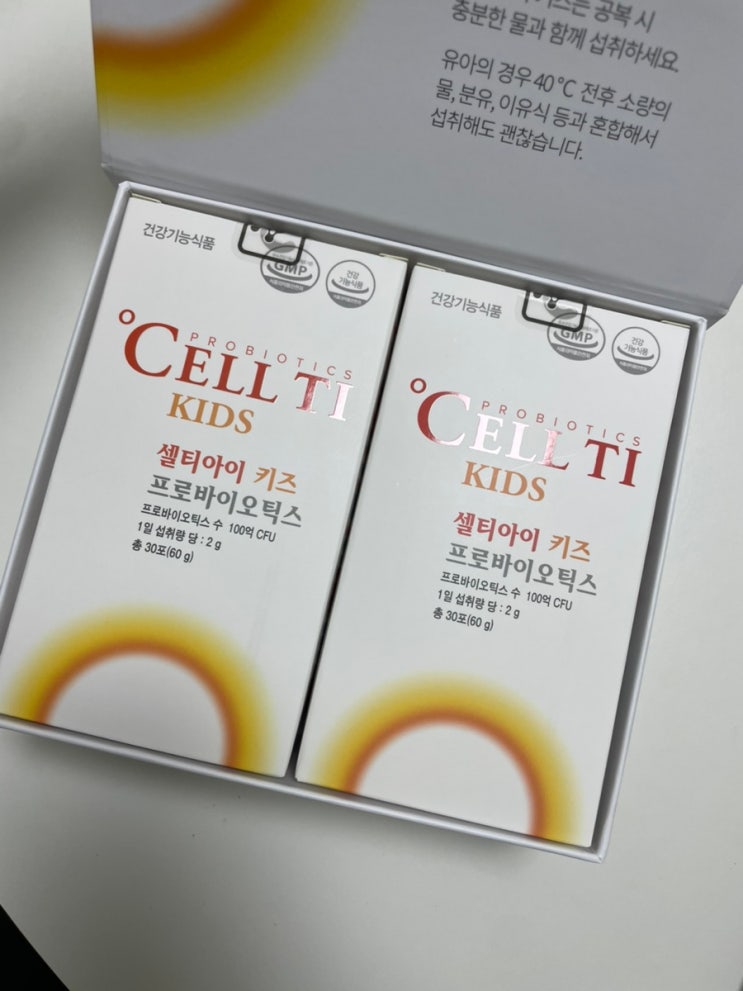 공복 시
충분한 물과 함께 섭취하세요.
유아의 경우 40℃ 전후 소량의
물, 분유, 이유식 등과 혼합해서
섭취해도 괜찮습니다.
건강기능식품
GMP
건강
기능식품
PROBIOTICS
°CELL TI
KIDS
셀티아이 키즈
프로바이오틱스
프로바이오틱스 수 100억 CFU
1일 섭취량 당 : 2 g
총 30포(60 g)
건강기능식품
GMP
건강
기능식품
PROBIOTICS
°CELL TI
KIDS
셀티아이 키즈
프로바이오틱스
프로바이오틱스 수 100억 CFU
1일 섭취량 당 : 2 g
총 30포(60 g)